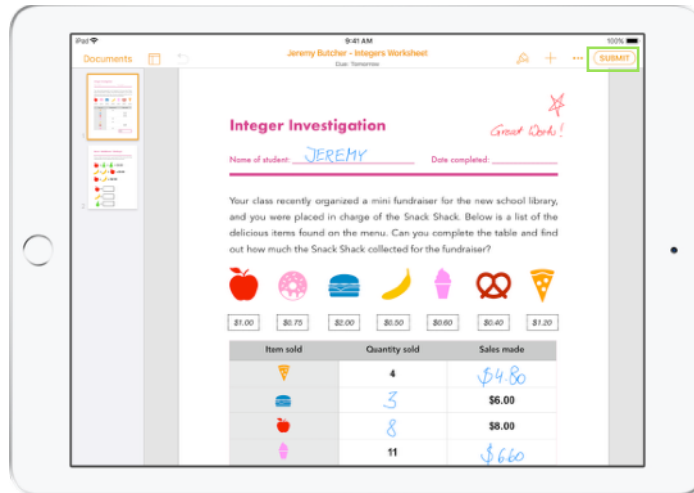 iPad 9:41 AM 100%
Documents Jeremy Butcher - Integers Worksheet SUBMIT
Due: Tomorrow
Integer Investigation
Great Work!
Name of student: JEREMY Date completed:
Your class recently organized a mini fundraiser for the new school library,
and you were placed in charge of the Snack Shack. Below is a list of the
delicious items found on the menu. Can you complete the table and find
out how much the Snack Shack collected for the fundraiser?
$1.00 $0.75 $2.00 $0.50 $0.60 $0.40 $1.20
Item sold Quantity sold Sales made
4 $4.80
3 $6.00
8 $8.00
11 $6.60
1
2